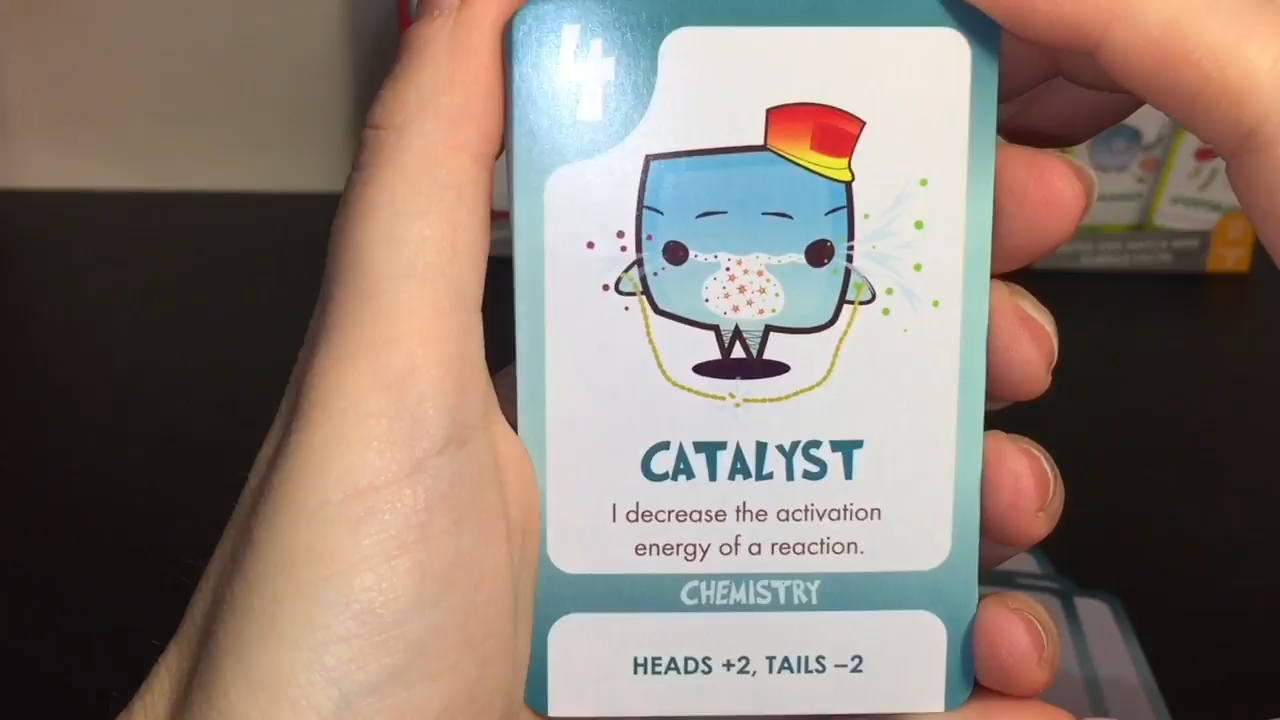 4
CATALYST
I decrease the activation
energy of a reaction.
CHEMISTRY
HEADS +2, TAILS –2